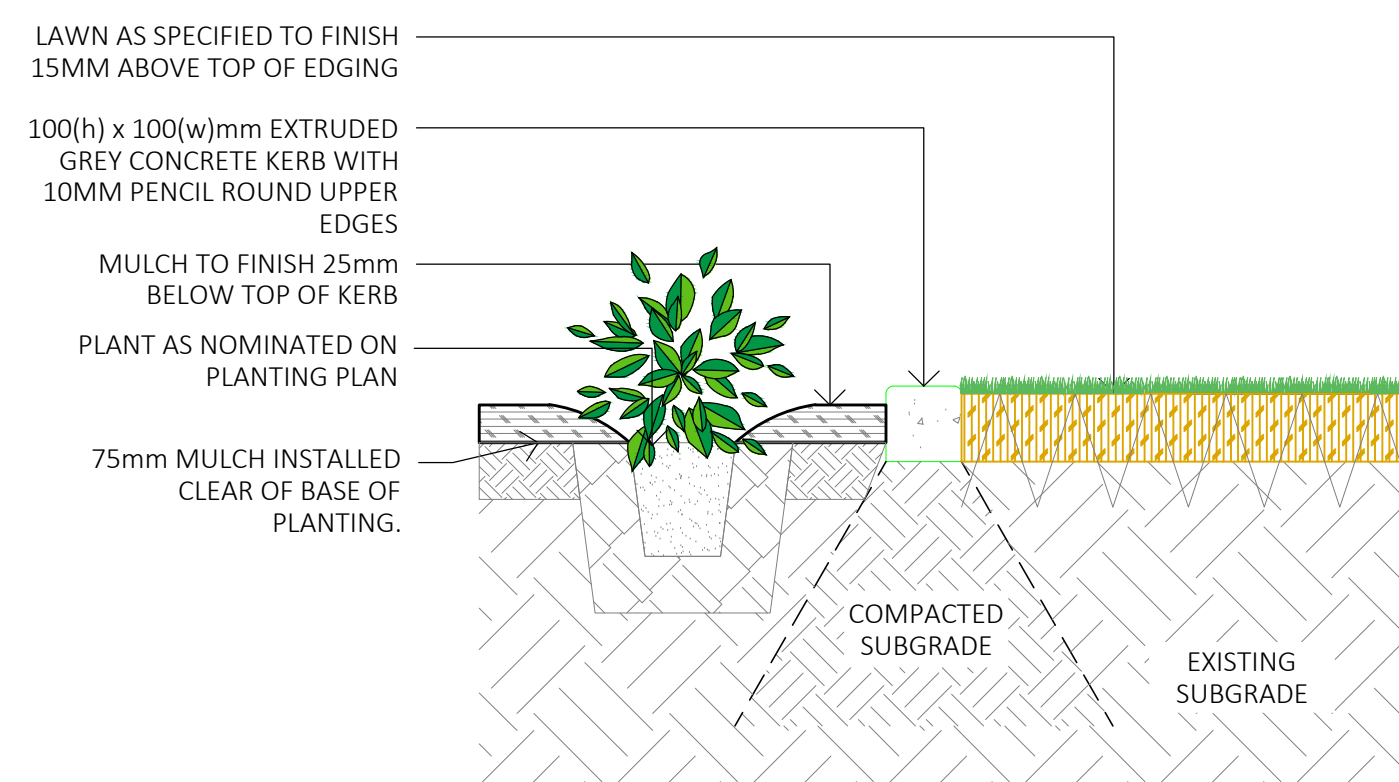 LAWN AS SPECIFIED TO FINISH
15MM ABOVE TOP OF EDGING
100(h) x 100(w)mm EXTRUDED
GREY CONCRETE KERB WITH
10MM PENCIL ROUND UPPER
EDGES
MULCH TO FINISH 25mm
BELOW TOP OF KERB
PLANT AS NOMINATED ON
PLANTING PLAN
75mm MULCH INSTALLED
CLEAR OF BASE OF
PLANTING.
COMPACTED
SUBGRADE
EXISTING
SUBGRADE